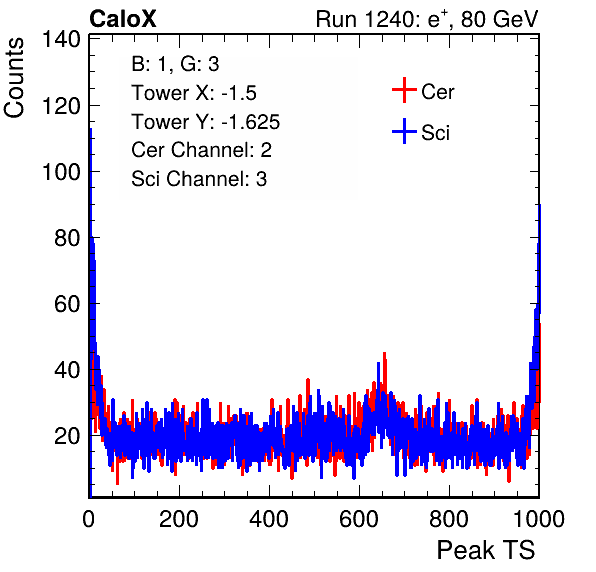 CaloX Run 1240: e⁺, 80 GeV
Counts
140
120
100
80
60
40
20
B: 1, G: 3
Tower X: -1.5
Tower Y: -1.625
Cer Channel: 2
Sci Channel: 3
Cer
Sci
0 200 400 600 800 1000
Peak TS